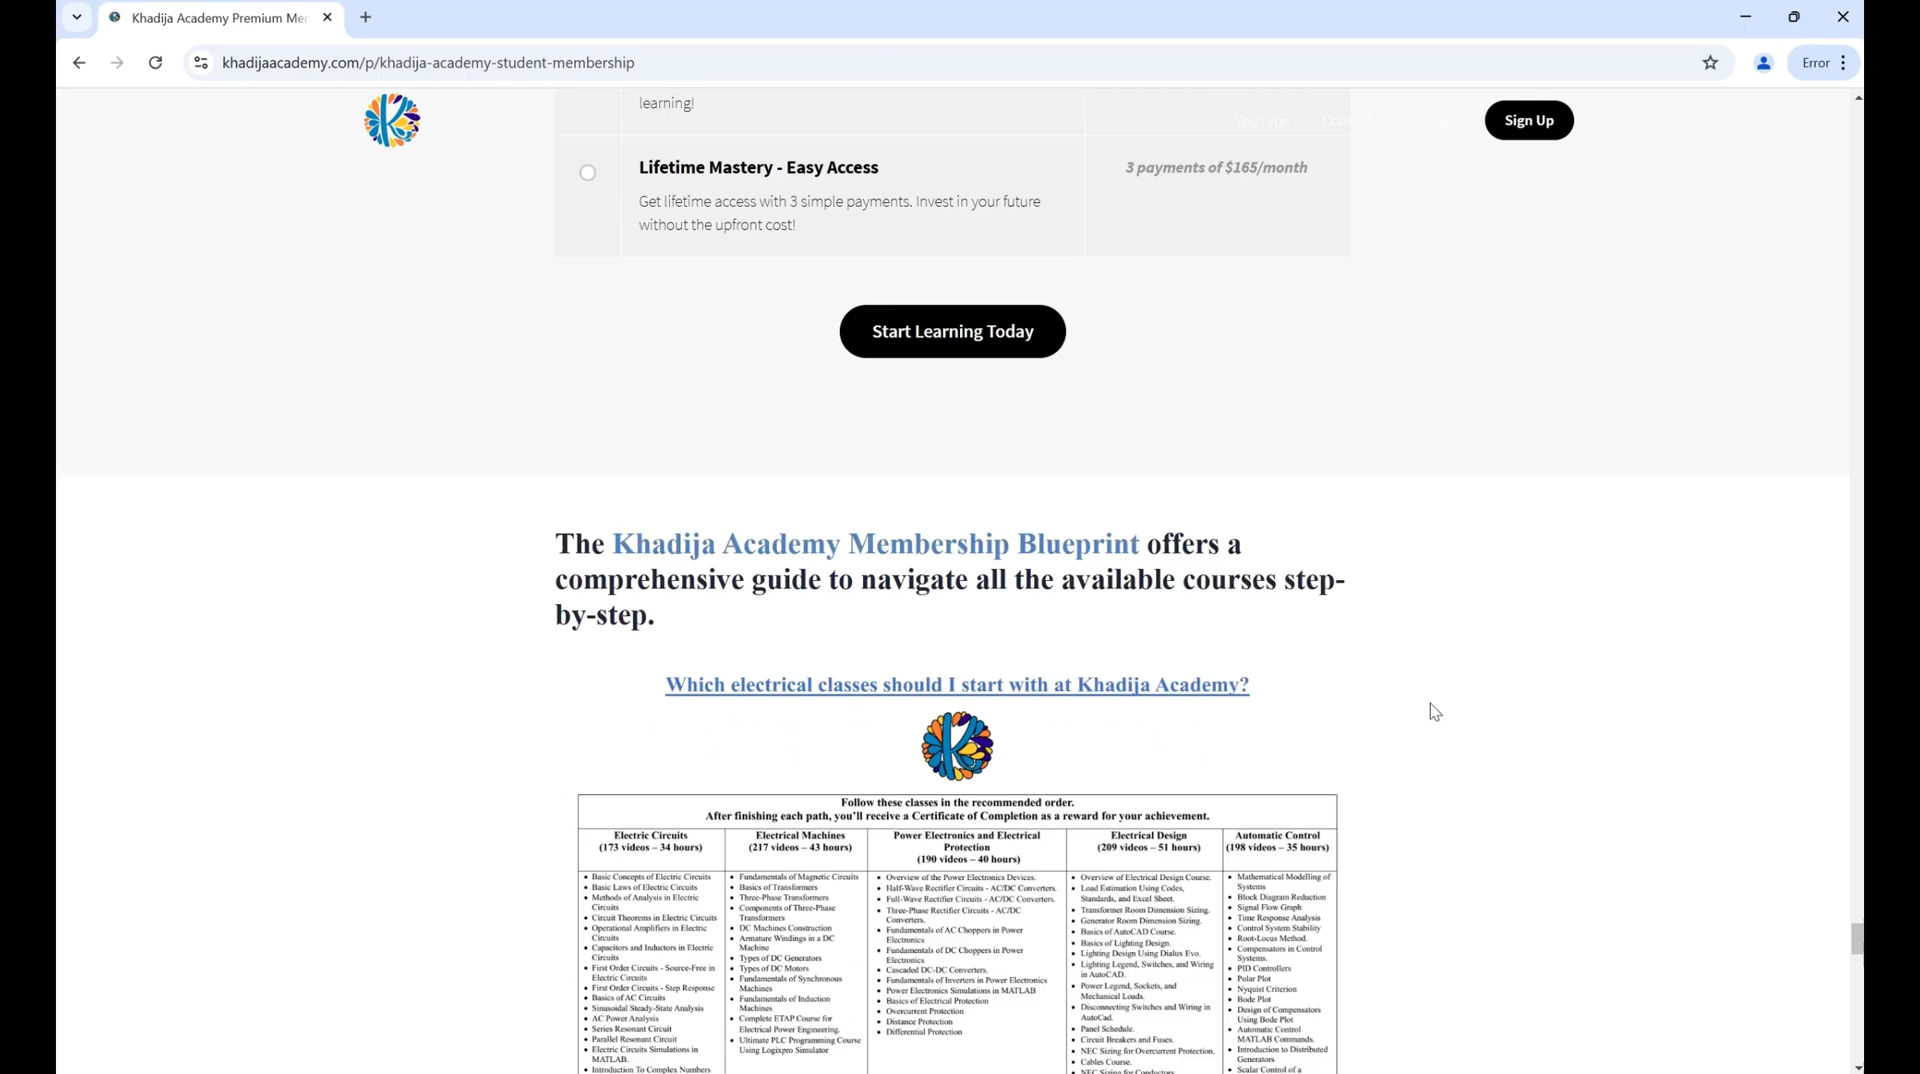 Khadija Academy Premium Mem
khadijaacademy.com/p/khadija-academy-student-membership
Error
learning!
YouTube Contact Us Login
Sign Up
Lifetime Mastery - Easy Access
3 payments of $165/month
Get lifetime access with 3 simple payments. Invest in your future
without the upfront cost!
Start Learning Today
The Khadija Academy Membership Blueprint offers a
comprehensive guide to navigate all the available courses step-
by-step.
Which electrical classes should I start with at Khadija Academy?
Follow these classes in the recommended order.
After finishing each path, you'll receive a Certificate of Completion as a reward for your achievement.
Electric Circuits
(173 videos – 34 hours)
• Basic Concepts of Electric Circuits
• Basic Laws of Electric Circuits
• Methods of Analysis in Electric
Circuits
• Circuit Theorems in Electric Circuits
• Operational Amplifiers in Electric
Circuits
• Capacitors and Inductors in Electric
Circuits
• First Order Circuits - Source-Free in
Electric Circuits
• First Order Circuits - Step Response
• Basics of AC Circuits
• Sinusoidal Steady-State Analysis
• AC Power Analysis
• Series Resonant Circuit
• Parallel Resonant Circuit
• Electric Circuits Simulations in
MATLAB.
• Introduction To Complex Numbers
Electrical Machines
(217 videos – 43 hours)
• Fundamentals of Magnetic Circuits
• Basics of Transformers
• Three-Phase Transformers
• Components of Three-Phase
Transformers
• DC Machines Construction
• Armature Windings in a DC
Machine
• Types of DC Generators
• Types of DC Motors
• Fundamentals of Synchronous
Machines
• Fundamentals of Induction
Machines
• Complete ETAP Course for
Electrical Power Engineering.
• Ultimate PLC Programming Course
Using Logixpro Simulator
Power Electronics and Electrical
Protection
(190 videos – 40 hours)
• Overview of the Power Electronics Devices.
• Half-Wave Rectifier Circuits - AC/DC Converters.
• Full-Wave Rectifier Circuits - AC/DC Converters.
• Three-Phase Rectifier Circuits - AC/DC
Converters.
• Fundamentals of AC Choppers in Power
Electronics
• Fundamentals of DC Choppers in Power
Electronics
• Cascaded DC-DC Converters.
• Fundamentals of Inverters in Power Electronics
• Power Electronics Simulations in MATLAB
• Basics of Electrical Protection
• Overcurrent Protection
• Distance Protection
• Differential Protection
Electrical Design
(209 videos – 51 hours)
• Overview of Electrical Design Course.
• Load Estimation Using Codes,
Standards, and Excel Sheet.
• Transformer Room Dimension Sizing.
• Generator Room Dimension Sizing.
• Basics of AutoCAD Course.
• Basics of Lighting Design.
• Lighting Design Using Dialux Evo.
• Lighting Legend, Switches, and Wiring
in AutoCAD.
• Power Legend, Sockets, and
Mechanical Loads.
• Disconnecting Switches and Wiring in
AutoCad.
• Panel Schedule.
• Circuit Breakers and Fuses.
• NEC Sizing for Overcurrent Protection.
• Cables Course.
• NEC Sizing for Conductors
Automatic Control
(198 videos – 35 hours)
• Mathematical Modelling of
Systems
• Block Diagram Reduction
• Signal Flow Graph
• Time Response Analysis
• Control System Stability
• Root-Locus Method.
• Compensators in Control
Systems.
• PID Controllers
• Polar Plot
• Nyquist Criterion
• Bode Plot
• Design of Compensators
Using Bode Plot
• Automatic Control
MATLAB Commands.
• Introduction to Distributed
Generators
• Scalar Control of a